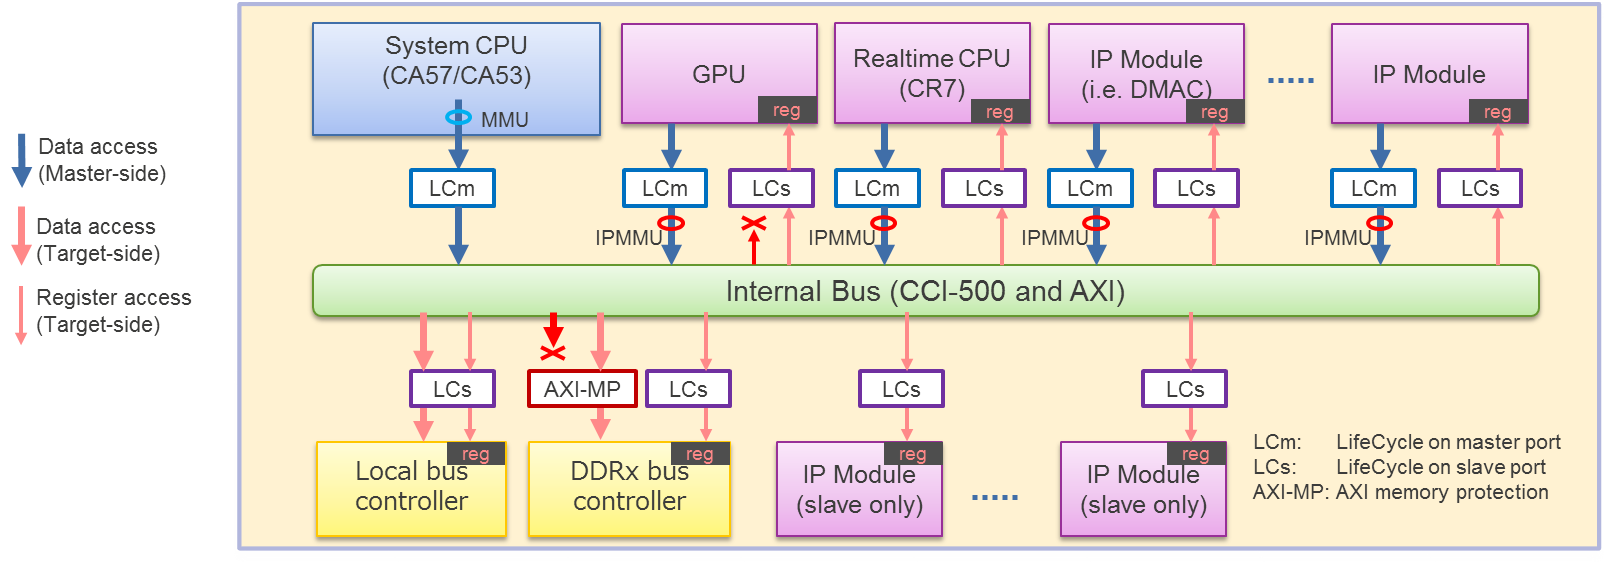 System CPU
(CA57/CA53)
MMU
GPU
reg
Realtime CPU
(CR7)
reg
IP Module
(i.e. DMAC)
reg
.....
IP Module
reg
Data access
(Master-side)
Data access
(Target-side)
Register access
(Target-side)
LCm
LCm
LCs
LCm
LCs
LCm
LCs
LCm
LCs
IPMMU
IPMMU
IPMMU
IPMMU
Internal Bus (CCI-500 and AXI)
LCs
AXI-MP
LCs
LCs
LCs
reg
Local bus
controller
reg
DDRx bus
controller
reg
IP Module
(slave only)
.....
reg
IP Module
(slave only)
LCm: LifeCycle on master port
LCs: LifeCycle on slave port
AXI-MP: AXI memory protection